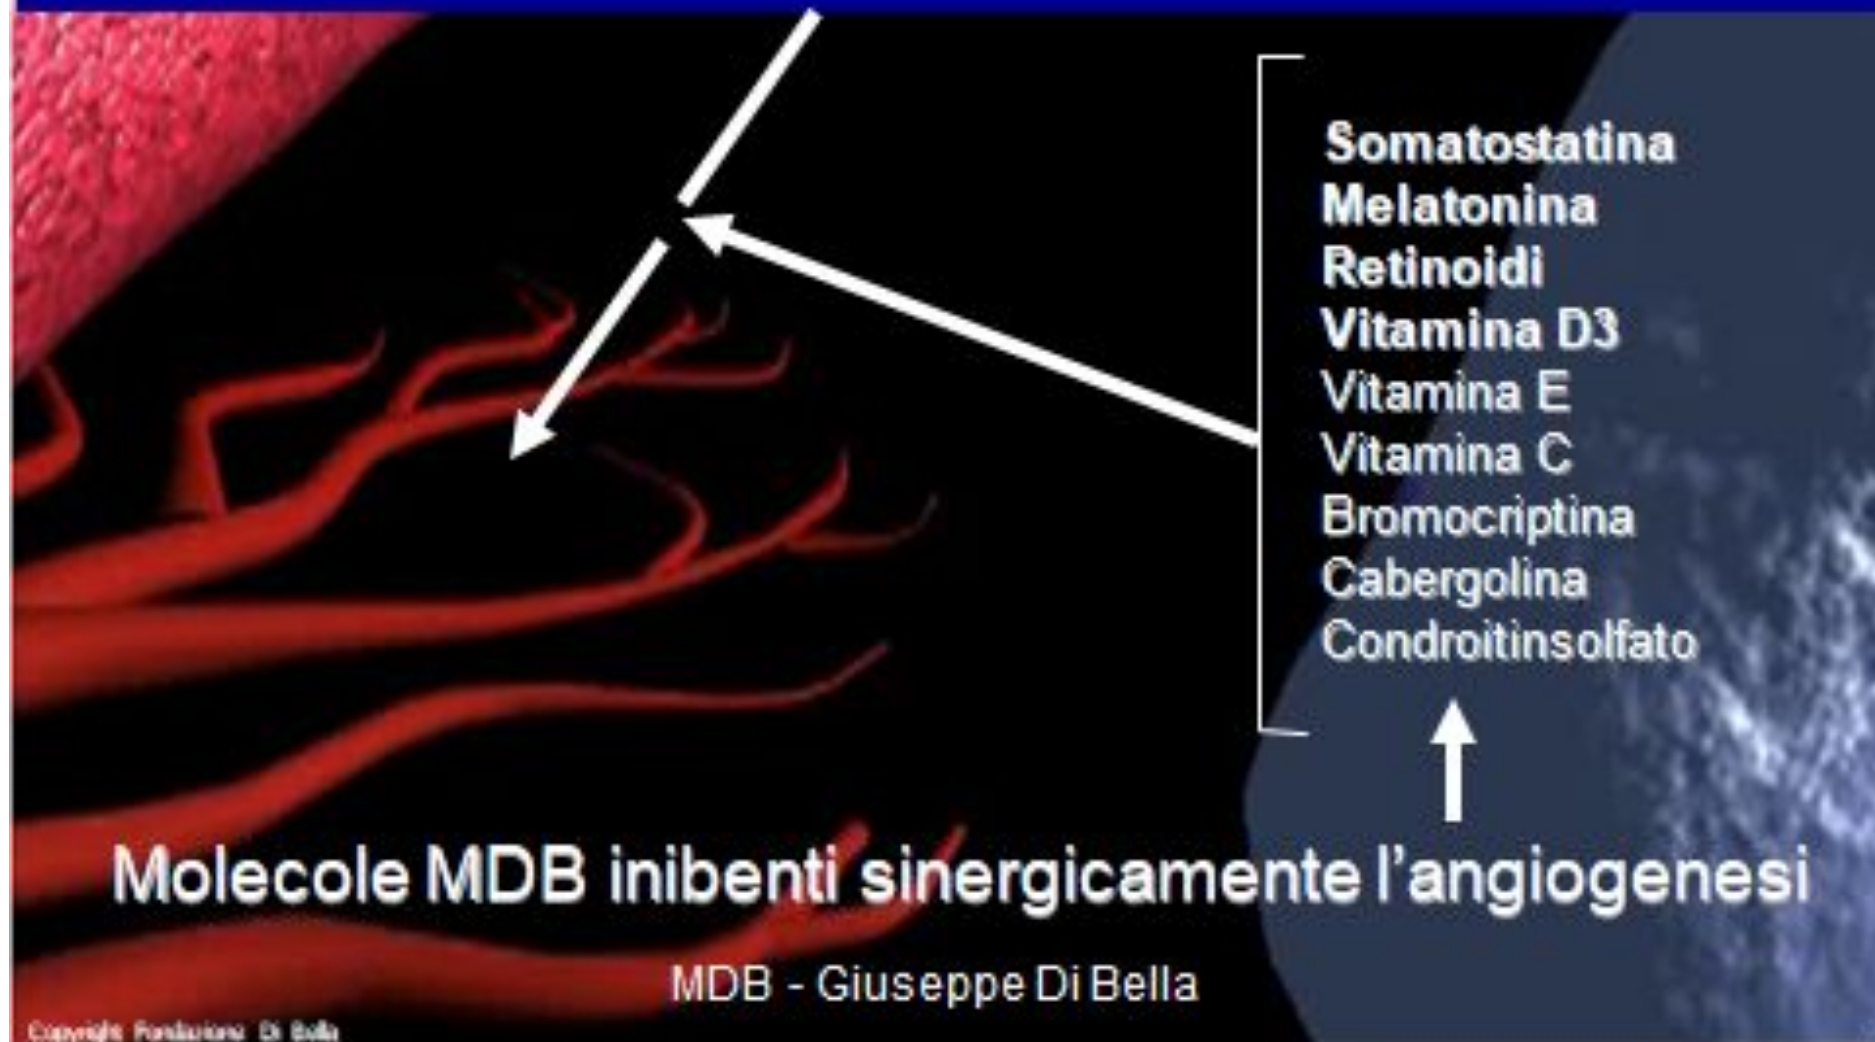 Somatostatina
Melatonina
Retinoidi
Vitamina D3
Vitamina E
Vitamina C
Bromocriptina
Cabergolina
Condroitinsolfato
Molecole MDB inibenti sinergicamente l’angiogenesi
MDB - Giuseppe Di Bella
Copyright Fondazione Di Bella